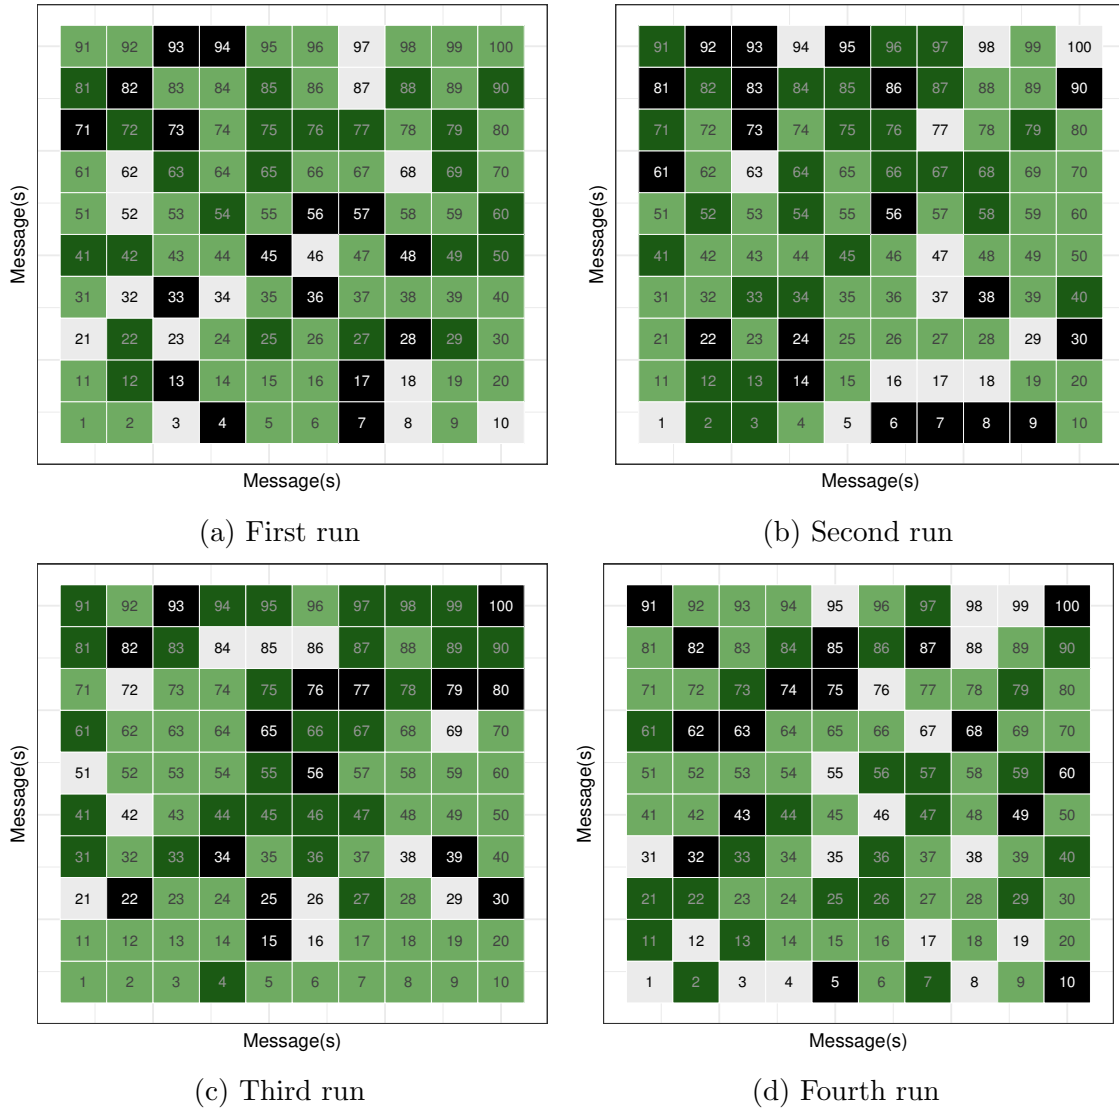 91 92 93 94 95 96 97 98 99 100
81 82 83 84 85 86 87 88 89 90
71 72 73 74 75 76 77 78 79 80
61 62 63 64 65 66 67 68 69 70
51 52 53 54 55 56 57 58 59 60
41 42 43 44 45 46 47 48 49 50
31 32 33 34 35 36 37 38 39 40
21 22 23 24 25 26 27 28 29 30
11 12 13 14 15 16 17 18 19 20
1 2 3 4 5 6 7 8 9 10
Message(s)
Message(s)
(a) First run
91 92 93 94 95 96 97 98 99 100
81 82 83 84 85 86 87 88 89 90
71 72 73 74 75 76 77 78 79 80
61 62 63 64 65 66 67 68 69 70
51 52 53 54 55 56 57 58 59 60
41 42 43 44 45 46 47 48 49 50
31 32 33 34 35 36 37 38 39 40
21 22 23 24 25 26 27 28 29 30
11 12 13 14 15 16 17 18 19 20
1 2 3 4 5 6 7 8 9 10
Message(s)
Message(s)
(b) Second run
91 92 93 94 95 96 97 98 99 100
81 82 83 84 85 86 87 88 89 90
71 72 73 74 75 76 77 78 79 80
61 62 63 64 65 66 67 68 69 70
51 52 53 54 55 56 57 58 59 60
41 42 43 44 45 46 47 48 49 50
31 32 33 34 35 36 37 38 39 40
21 22 23 24 25 26 27 28 29 30
11 12 13 14 15 16 17 18 19 20
1 2 3 4 5 6 7 8 9 10
Message(s)
Message(s)
(c) Third run
91 92 93 94 95 96 97 98 99 100
81 82 83 84 85 86 87 88 89 90
71 72 73 74 75 76 77 78 79 80
61 62 63 64 65 66 67 68 69 70
51 52 53 54 55 56 57 58 59 60
41 42 43 44 45 46 47 48 49 50
31 32 33 34 35 36 37 38 39 40
21 22 23 24 25 26 27 28 29 30
11 12 13 14 15 16 17 18 19 20
1 2 3 4 5 6 7 8 9 10
Message(s)
Message(s)
(d) Fourth run